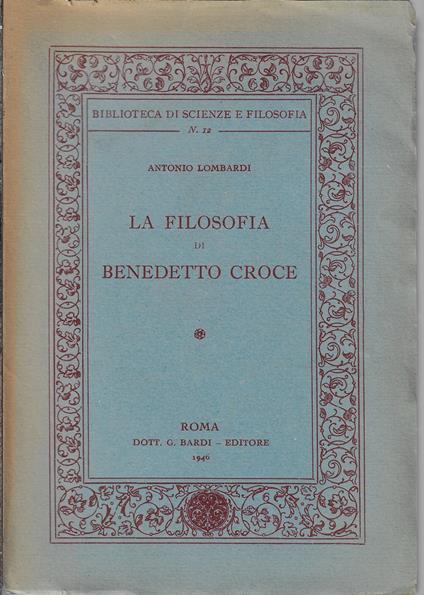 BIBLIOTECA DI SCIENZE E FILOSOFIA
N. 12
ANTONIO LOMBARDI
LA FILOSOFIA
DI
BENEDETTO CROCE
ROMA
DOTT. G. BARDI – EDITORE
1946